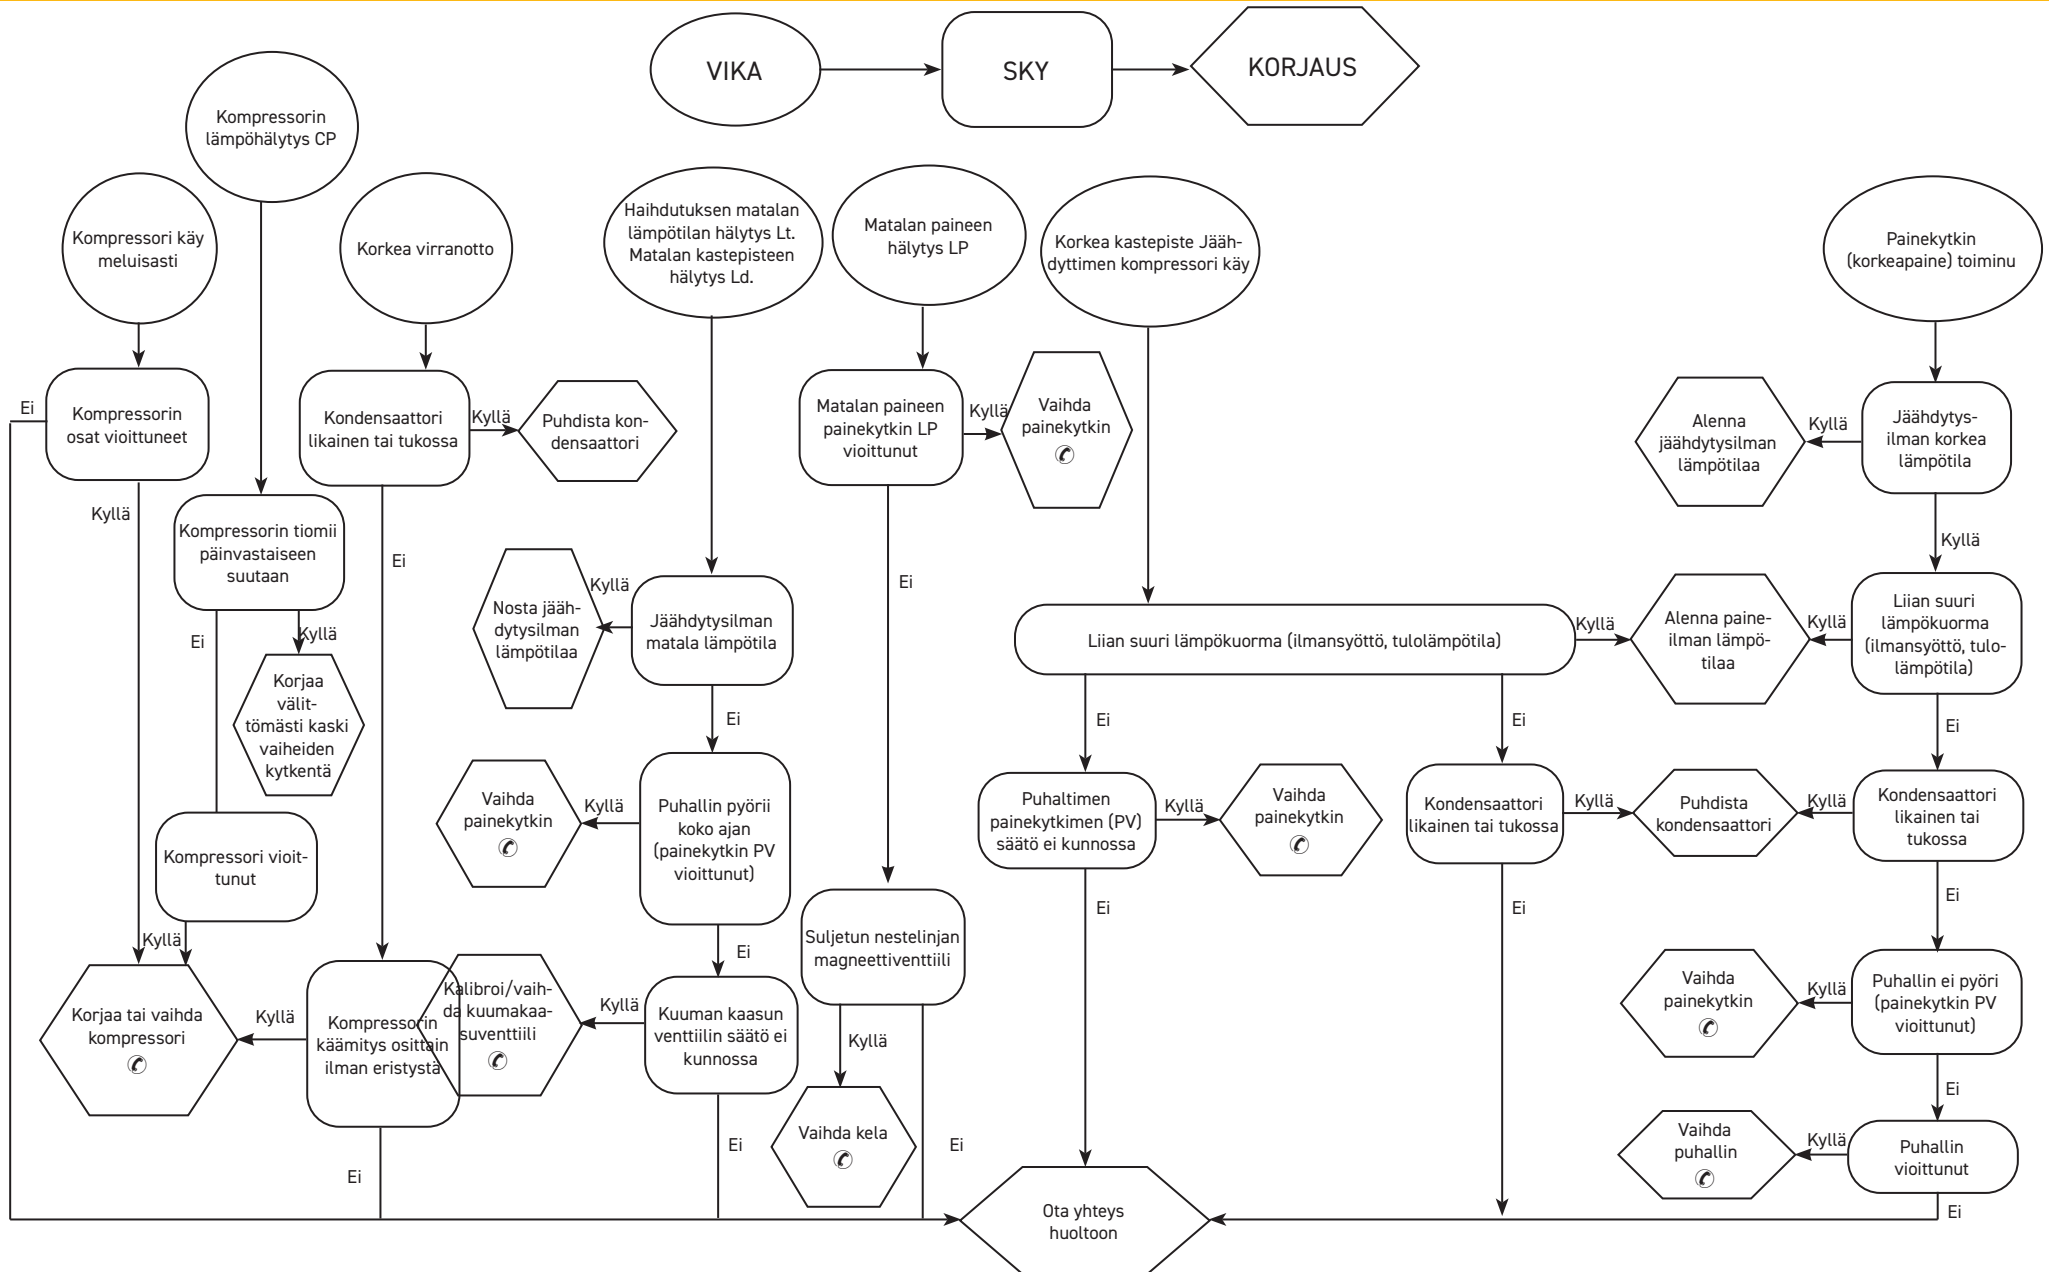 VIKA
SKY
KORJAUS
Kompressorin
lämpöhälytys CP
Kompressori käy
meluisasti
Korkea virranotto
Haihdutuksen matalan
lämpötilan hälytys Lt.
Matalan kastepisteen
hälytys Ld.
Matalan paineen
hälytys LP
Korkea kastepiste Jääh-
dyttimen kompressori käy
Painekytkin
(korkeapaine) toiminu
Ei
Kompressorin
osat vioittuneet
Kondensaattori
likainen tai tukossa
Kyllä
Puhdista kon-
densaattori
Matalan paineen
painekytkin LP
vioittunut
Kyllä
Vaihda
painekytkin
✆
Alenna
jäähdytysilman
lämpötilaa
Kyllä
Jäähdytys-
ilman korkea
lämpötila
Kyllä
Kompressorin tiomii
päinvastaiseen
suutaan
Ei
Ei
Kyllä
Nosta jääh-
dytysilman
lämpötilaa
Kyllä
Jäähdytysilman
matala lämpötila
Liian suuri lämpökuorma (ilmansyöttö, tulolämpötila)
Kyllä
Alenna paine-
ilman lämpö-
tilaa
Kyllä
Liian suuri
lämpökuorma
(ilmansyöttö, tulo-
lämpötila)
Ei
Kyllä
Korjaa
välit-
tömästi kaski
vaiheiden
kytkentä
Ei
Ei
Ei
Ei
Vaihda
painekytkin
✆
Kyllä
Puhallin pyörii
koko ajan
(painekytkin PV
vioittunut)
Puhaltimen
painekytkimen (PV)
säätö ei kunnossa
Kyllä
Vaihda
painekytkin
✆
Kondensaattori
likainen tai tukossa
Kyllä
Puhdista
kondensaattori
Kyllä
Kondensaattori
likainen tai
tukossa
Kompressori vioit-
tunut
Kyllä
Ei
Ei
Ei
Ei
Suljetun nestelinjan
magneettiventtiili
Korjaa tai vaihda
kompressori
✆
Kyllä
Kompressorin
käämitys osittain
ilman eristystä
Kalibroi/vaih-
da kuumakaa-
suventtiili
✆
Kyllä
Kuuman kaasun
venttiilin säätö ei
kunnossa
Kyllä
Vaihda
painekytkin
✆
Kyllä
Puhallin ei pyöri
(painekytkin PV
vioittunut)
Ei
Vaihda kela
✆
Vaihda
puhallin
✆
Kyllä
Puhallin
vioittunut
Ei
Ei
Ei
Ota yhteys
huoltoon
Ei